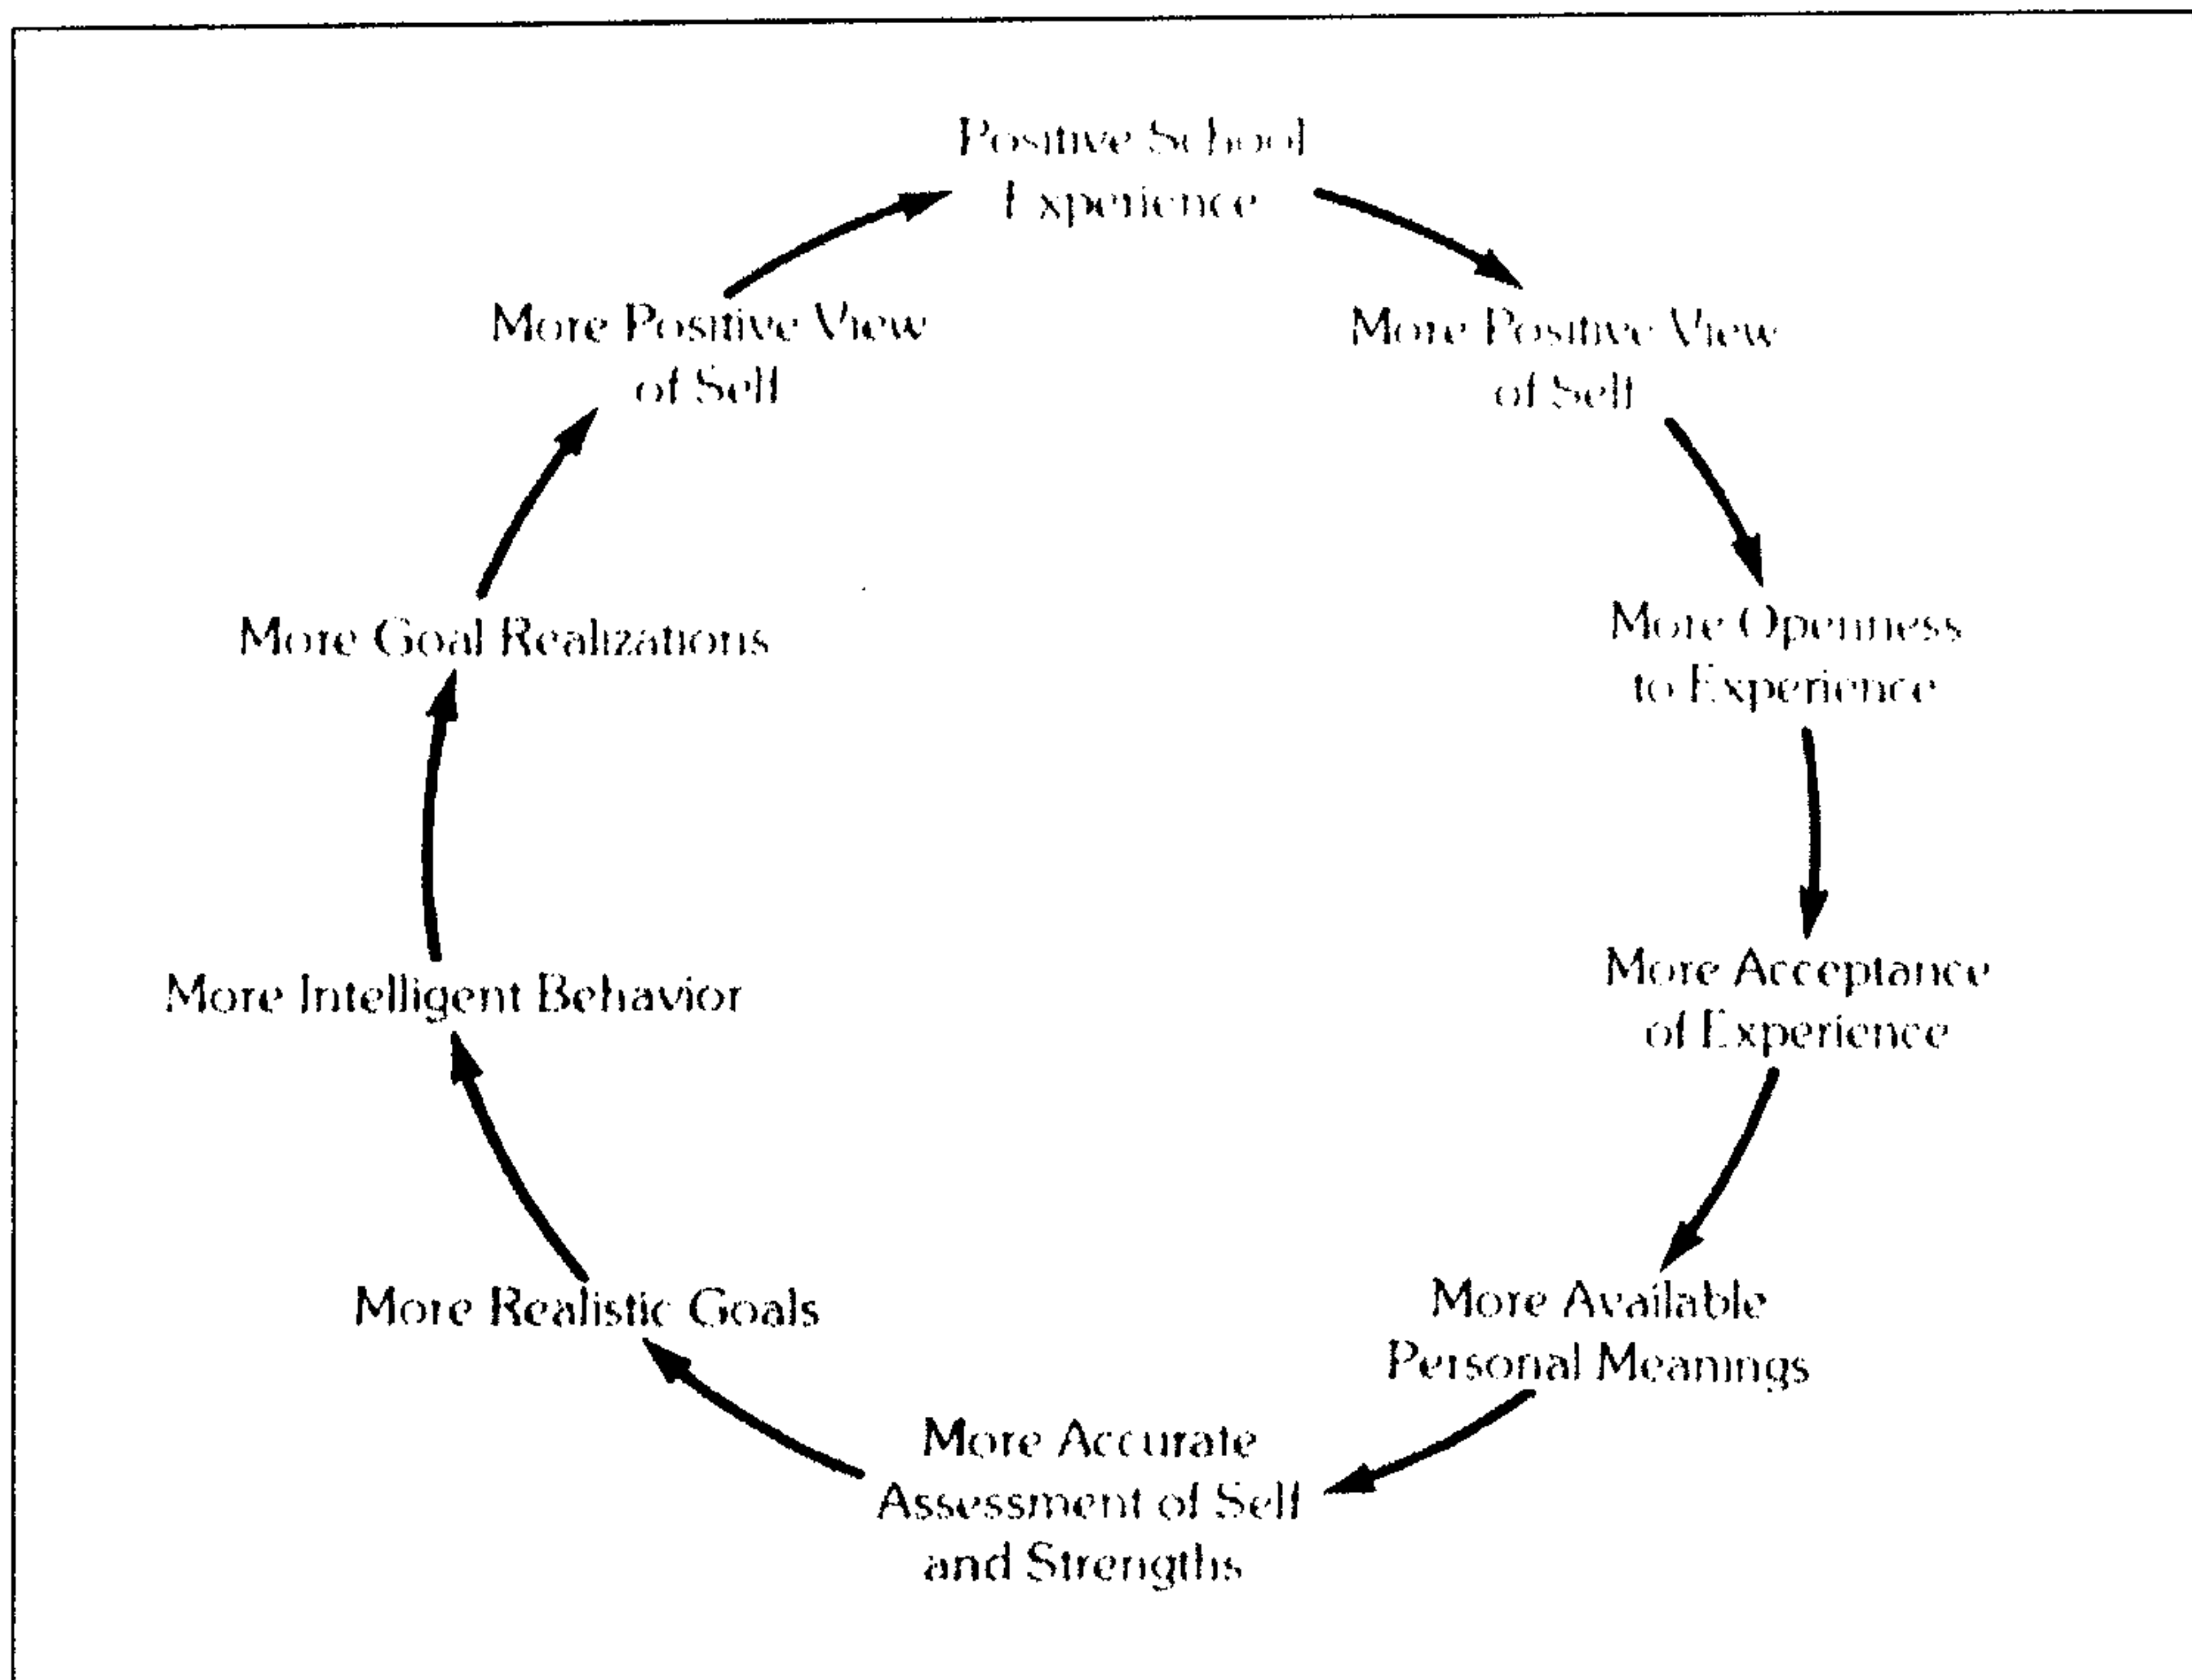 Positive School
Experience
More Positive View
of Self
More Openness
to Experience
More Acceptance
of Experience
More Available
Personal Meanings
More Accurate
Assessment of Self
and Strengths
More Realistic Goals
More Intelligent Behavior
More Goal Realizations
More Positive View
of Self